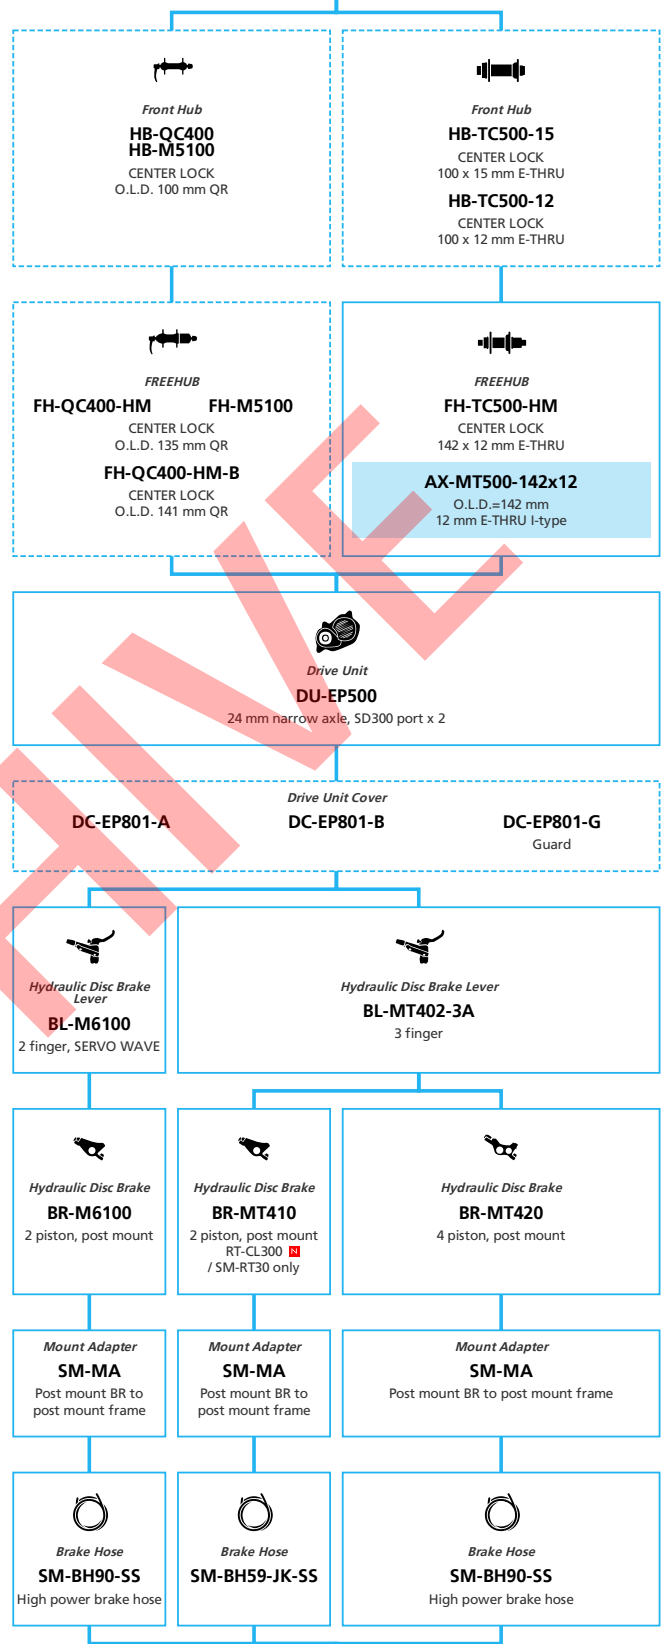 Front Hub
HB-QC400
HB-M5100
CENTER LOCK
O.L.D. 100 mm QR
Front Hub
HB-TC500-15
CENTER LOCK
100 x 15 mm E-THRU
HB-TC500-12
CENTER LOCK
100 x 12 mm E-THRU
FREEHUB
FH-QC400-HM FH-M5100
CENTER LOCK
O.L.D. 135 mm QR
FH-QC400-HM-B
CENTER LOCK
O.L.D. 141 mm QR
FREEHUB
FH-TC500-HM
CENTER LOCK
142 x 12 mm E-THRU
AX-MT500-142x12
O.L.D.=142 mm
12 mm E-THRU I-type
Drive Unit
DU-EP500
24 mm narrow axle, SD300 port x 2
Drive Unit Cover
DC-EP801-A DC-EP801-B DC-EP801-G
Guard
Hydraulic Disc Brake
Lever
BL-M6100
2 finger, SERVO WAVE
Hydraulic Disc Brake Lever
BL-MT402-3A
3 finger
Hydraulic Disc Brake
BR-M6100
2 piston, post mount
Hydraulic Disc Brake
BR-MT410
2 piston, post mount
RT-CL300 N
/ SM-RT30 only
Hydraulic Disc Brake
BR-MT420
4 piston, post mount
Mount Adapter
SM-MA
Post mount BR to
post mount frame
Mount Adapter
SM-MA
Post mount BR to
post mount frame
Mount Adapter
SM-MA
Post mount BR to post mount frame
Brake Hose
SM-BH90-SS
High power brake hose
Brake Hose
SM-BH59-JK-SS
Brake Hose
SM-BH90-SS
High power brake hose
HIVE